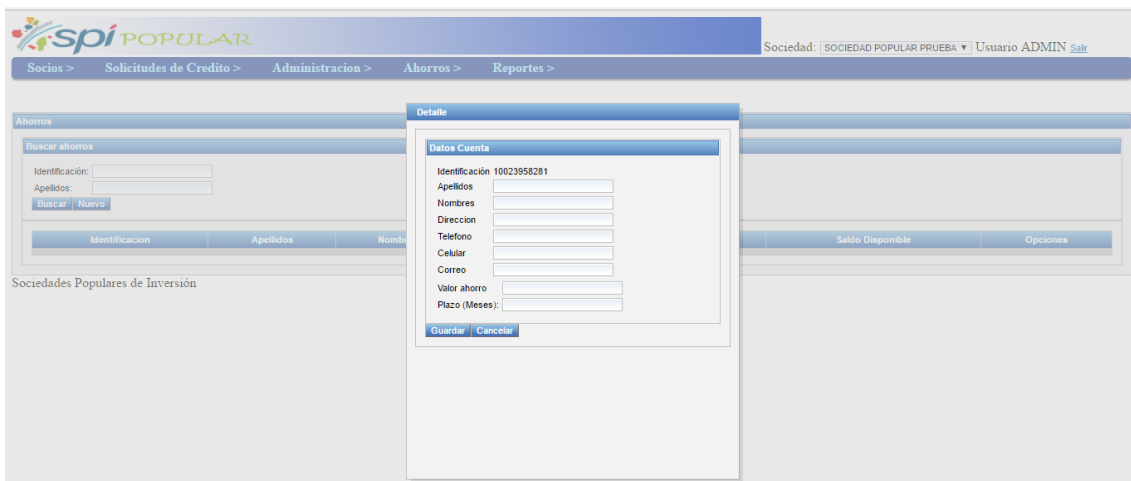 spi POPULAR
Sociedad: SOCIEDAD POPULAR PRUEBA Usuario ADMIN Salir
Socios > Solicitudes de Credito > Administracion > Ahorros > Reportes >
Detalle
Ahorros
Buscar ahorros
Identificación:
Apellidos:
Buscar Nuevo
Identificacion Apellidos Saldo Disponible Opciones
Sociedades Populares de Inversión
Datos Cuenta
Identificación 10023958281
Apellidos
Nombres
Direccion
Telefono
Celular
Correo
Valor ahorro
Plazo (Meses):
Guardar Cancelar